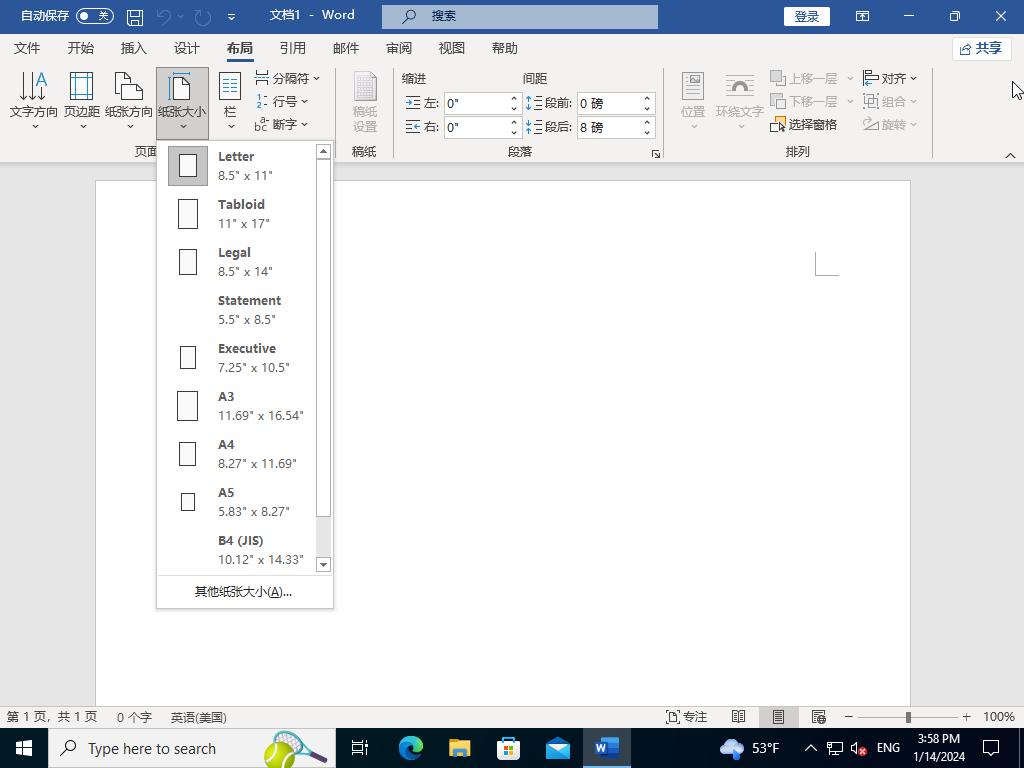 自动保存 关 文档1 - Word 搜索 登录
文件 开始 插入 设计 布局 引用 邮件 审阅 视图 帮助 共享
文字方向 页边距 纸张方向 纸张大小 栏
分隔符
行号
断字
稿纸
设置
缩进 间距
左: 0" 段前: 0 磅
右: 0" 段后: 8 磅
位置 环绕文字
上移一层
下移一层
选择窗格
对齐
组合
旋转
页面 稿纸 段落 排列
Letter
8.5" x 11"
Tabloid
11" x 17"
Legal
8.5" x 14"
Statement
5.5" x 8.5"
Executive
7.25" x 10.5"
A3
11.69" x 16.54"
A4
8.27" x 11.69"
A5
5.83" x 8.27"
B4 (JIS)
10.12" x 14.33"
其他纸张大小(A)...
第 1 页, 共 1 页 0 个字 英语(美国) 专注 100%
Type here to search 53°F ENG
3:58 PM
1/14/2024